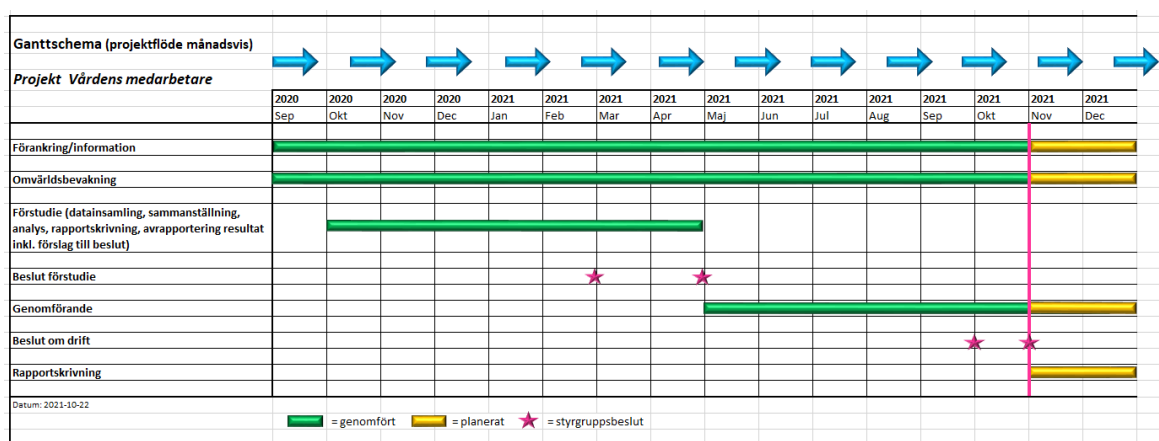 Ganttschema (projektflöde månadsvis)
Projekt Vårdens medarbetare
2020 2020 2020 2020 2021 2021 2021 2021 2021 2021 2021 2021 2021 2021 2021 2021
Sep Okt Nov Dec Jan Feb Mar Apr Maj Jun Jul Aug Sep Okt Nov Dec
Förankring/information
Omvärldsbevakning
Förstudie (datainsamling, sammanställning,
analys, rapportskrivning, avrapportering resultat
inkl. förslag till beslut)
Beslut förstudie
Genomförande
Beslut om drift
Rapportskrivning
Datum: 2021-10-22
= genomfört = planerat = styrgruppsbeslut